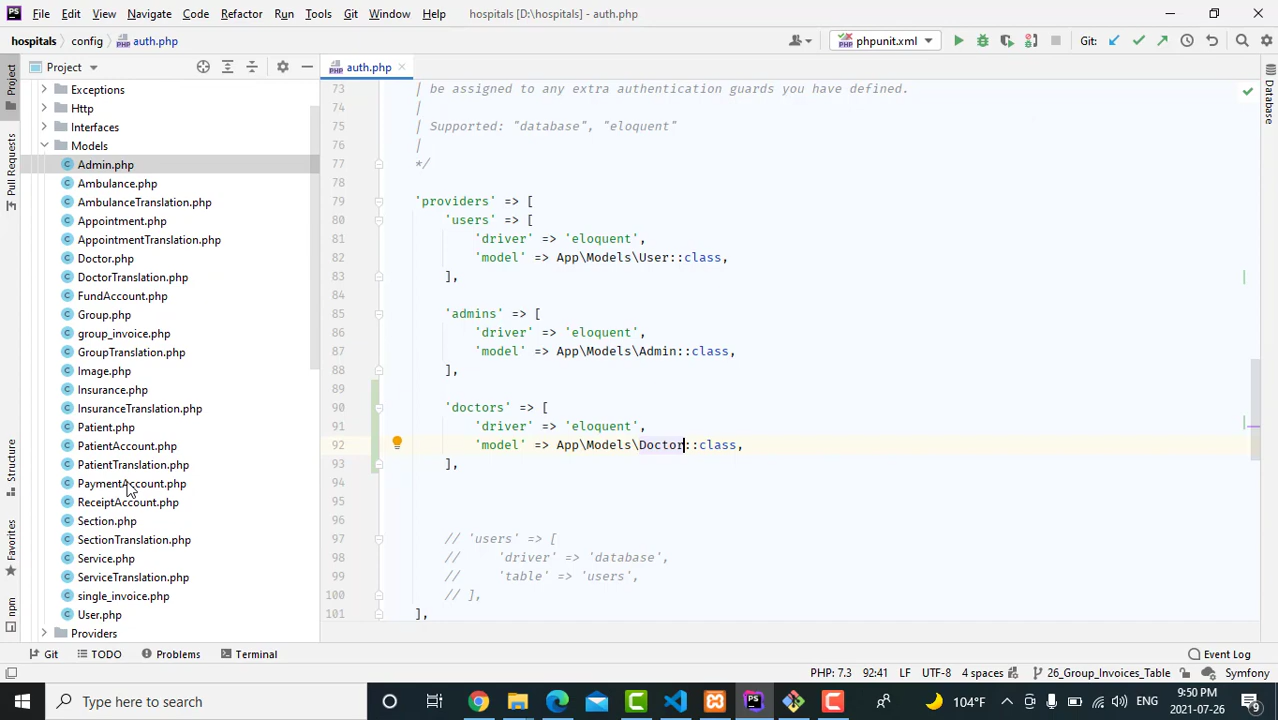 File Edit View Navigate Code Refactor Run Tools Git Window Help hospitals [D:\hospitals] - auth.php
hospitals config auth.php phpunit.xml Git:
Project auth.php
Exceptions
Http
Interfaces
Models
Admin.php
Ambulance.php
AmbulanceTranslation.php
Appointment.php
AppointmentTranslation.php
Doctor.php
DoctorTranslation.php
FundAccount.php
Group.php
group_invoice.php
GroupTranslation.php
Image.php
Insurance.php
InsuranceTranslation.php
Patient.php
PatientAccount.php
PatientTranslation.php
PaymentAccount.php
ReceiptAccount.php
Section.php
SectionTranslation.php
Service.php
ServiceTranslation.php
single_invoice.php
User.php
Providers
73 | be assigned to any extra authentication guards you have defined.
74 |
75 | Supported: "database", "eloquent"
76 |
77 */
78
79 'providers' => [
80 'users' => [
81 'driver' => 'eloquent',
82 'model' => App\Models\User::class,
83 ],
84
85 'admins' => [
86 'driver' => 'eloquent',
87 'model' => App\Models\Admin::class,
88 ],
89
90 'doctors' => [
91 'driver' => 'eloquent',
92 'model' => App\Models\Doctor::class,
93 ],
94
95
96
97 // 'users' => [
98 // 'driver' => 'database',
99 // 'table' => 'users',
100 // ],
101 ],
Project
Pull Requests
Structure
Favorites
npm
Database
Git TODO Problems Terminal Event Log
PHP: 7.3 92:41 LF UTF-8 4 spaces 26_Group_Invoices_Table Symfony
Type here to search 104°F ENG 9:50 PM 2021-07-26 9